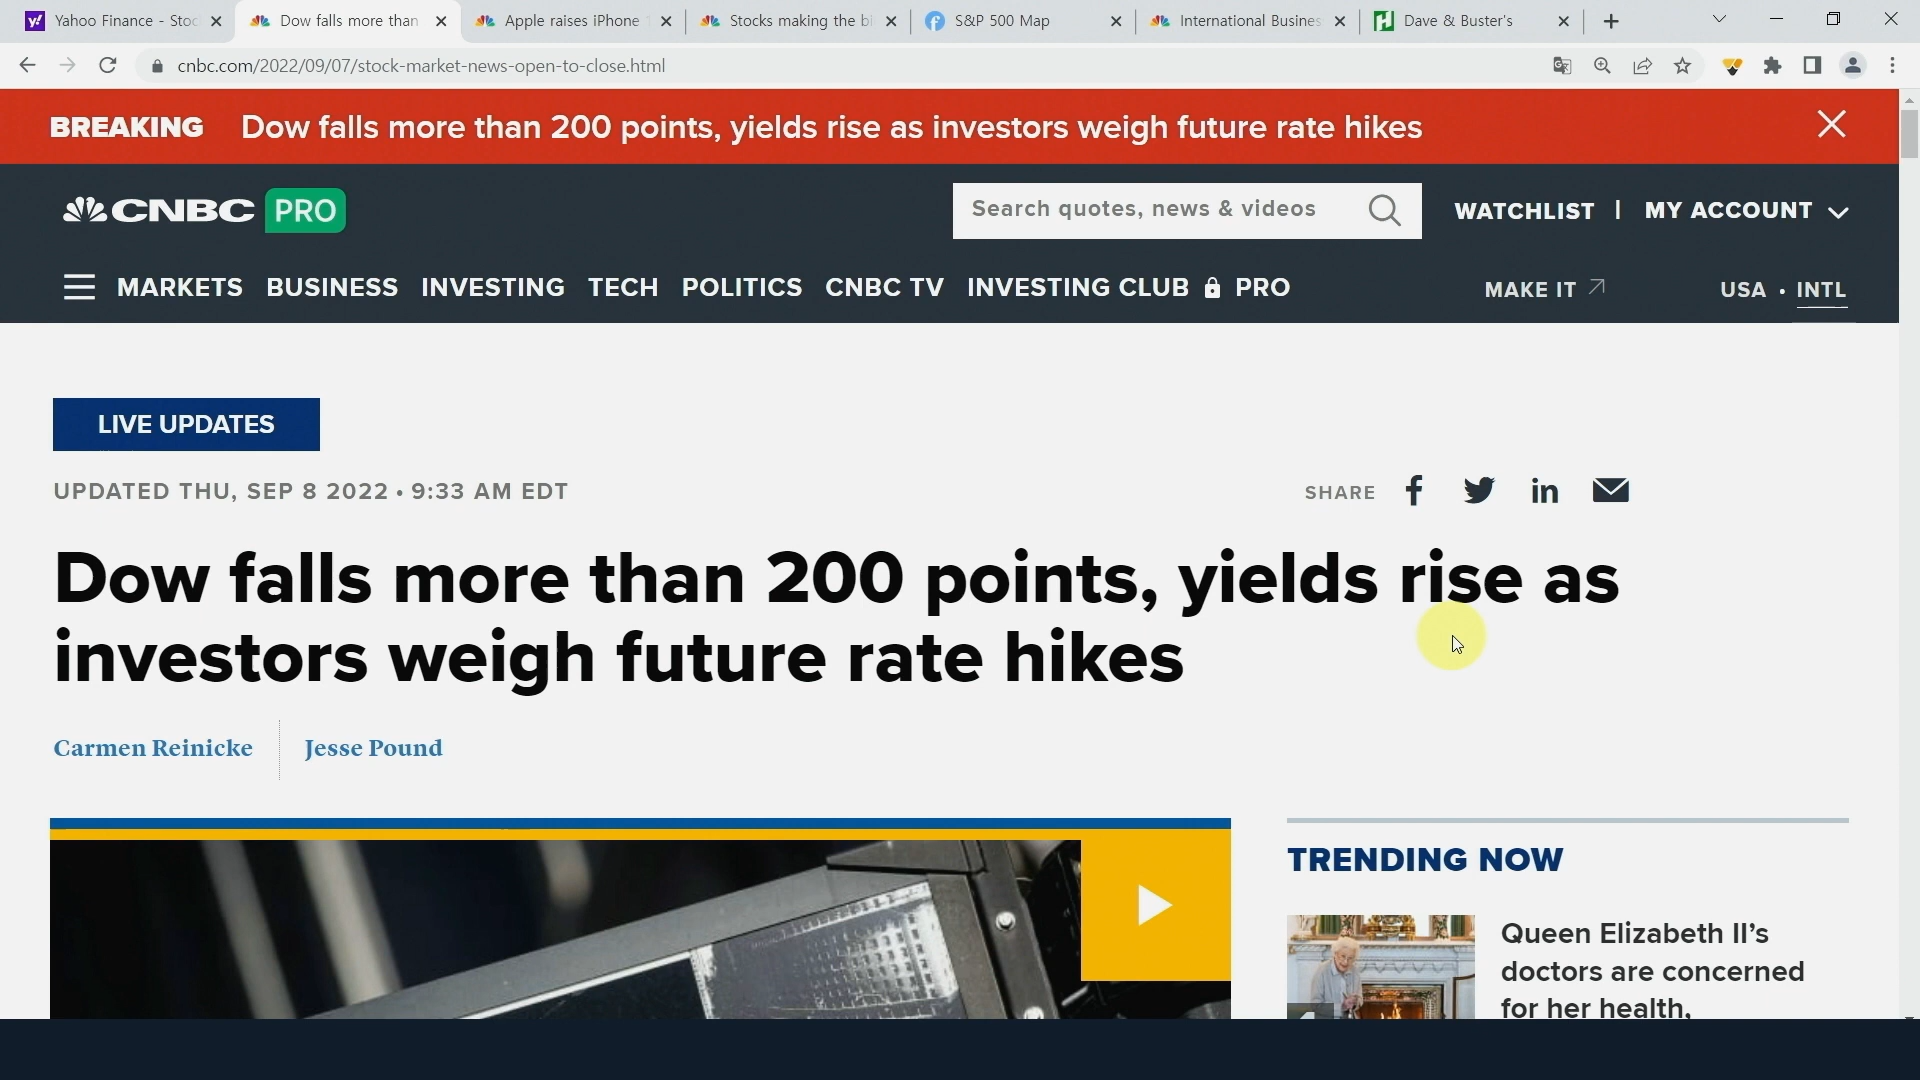 Yahoo Finance - Stoc
Dow falls more than
Apple raises iPhone
Stocks making the bi
S&P 500 Map
International Busines
Dave & Buster's
cnbc.com/2022/09/07/stock-market-news-open-to-close.html
BREAKING Dow falls more than 200 points, yields rise as investors weigh future rate hikes
CNBC PRO
Search quotes, news & videos
WATCHLIST | MY ACCOUNT
MARKETS BUSINESS INVESTING TECH POLITICS CNBC TV INVESTING CLUB PRO
MAKE IT
USA • INTL
LIVE UPDATES
UPDATED THU, SEP 8 2022 • 9:33 AM EDT
SHARE
Dow falls more than 200 points, yields rise as
investors weigh future rate hikes
Carmen Reinicke
Jesse Pound
TRENDING NOW
Queen Elizabeth II’s
doctors are concerned
for her health,